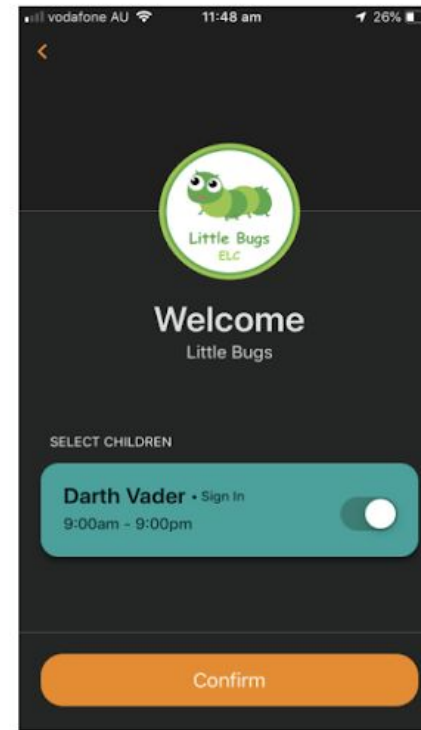 vodafone AU 11:48 am 26%
Little Bugs
ELC
Welcome
Little Bugs
SELECT CHILDREN
Darth Vader • Sign In
9:00am - 9:00pm
Confirm